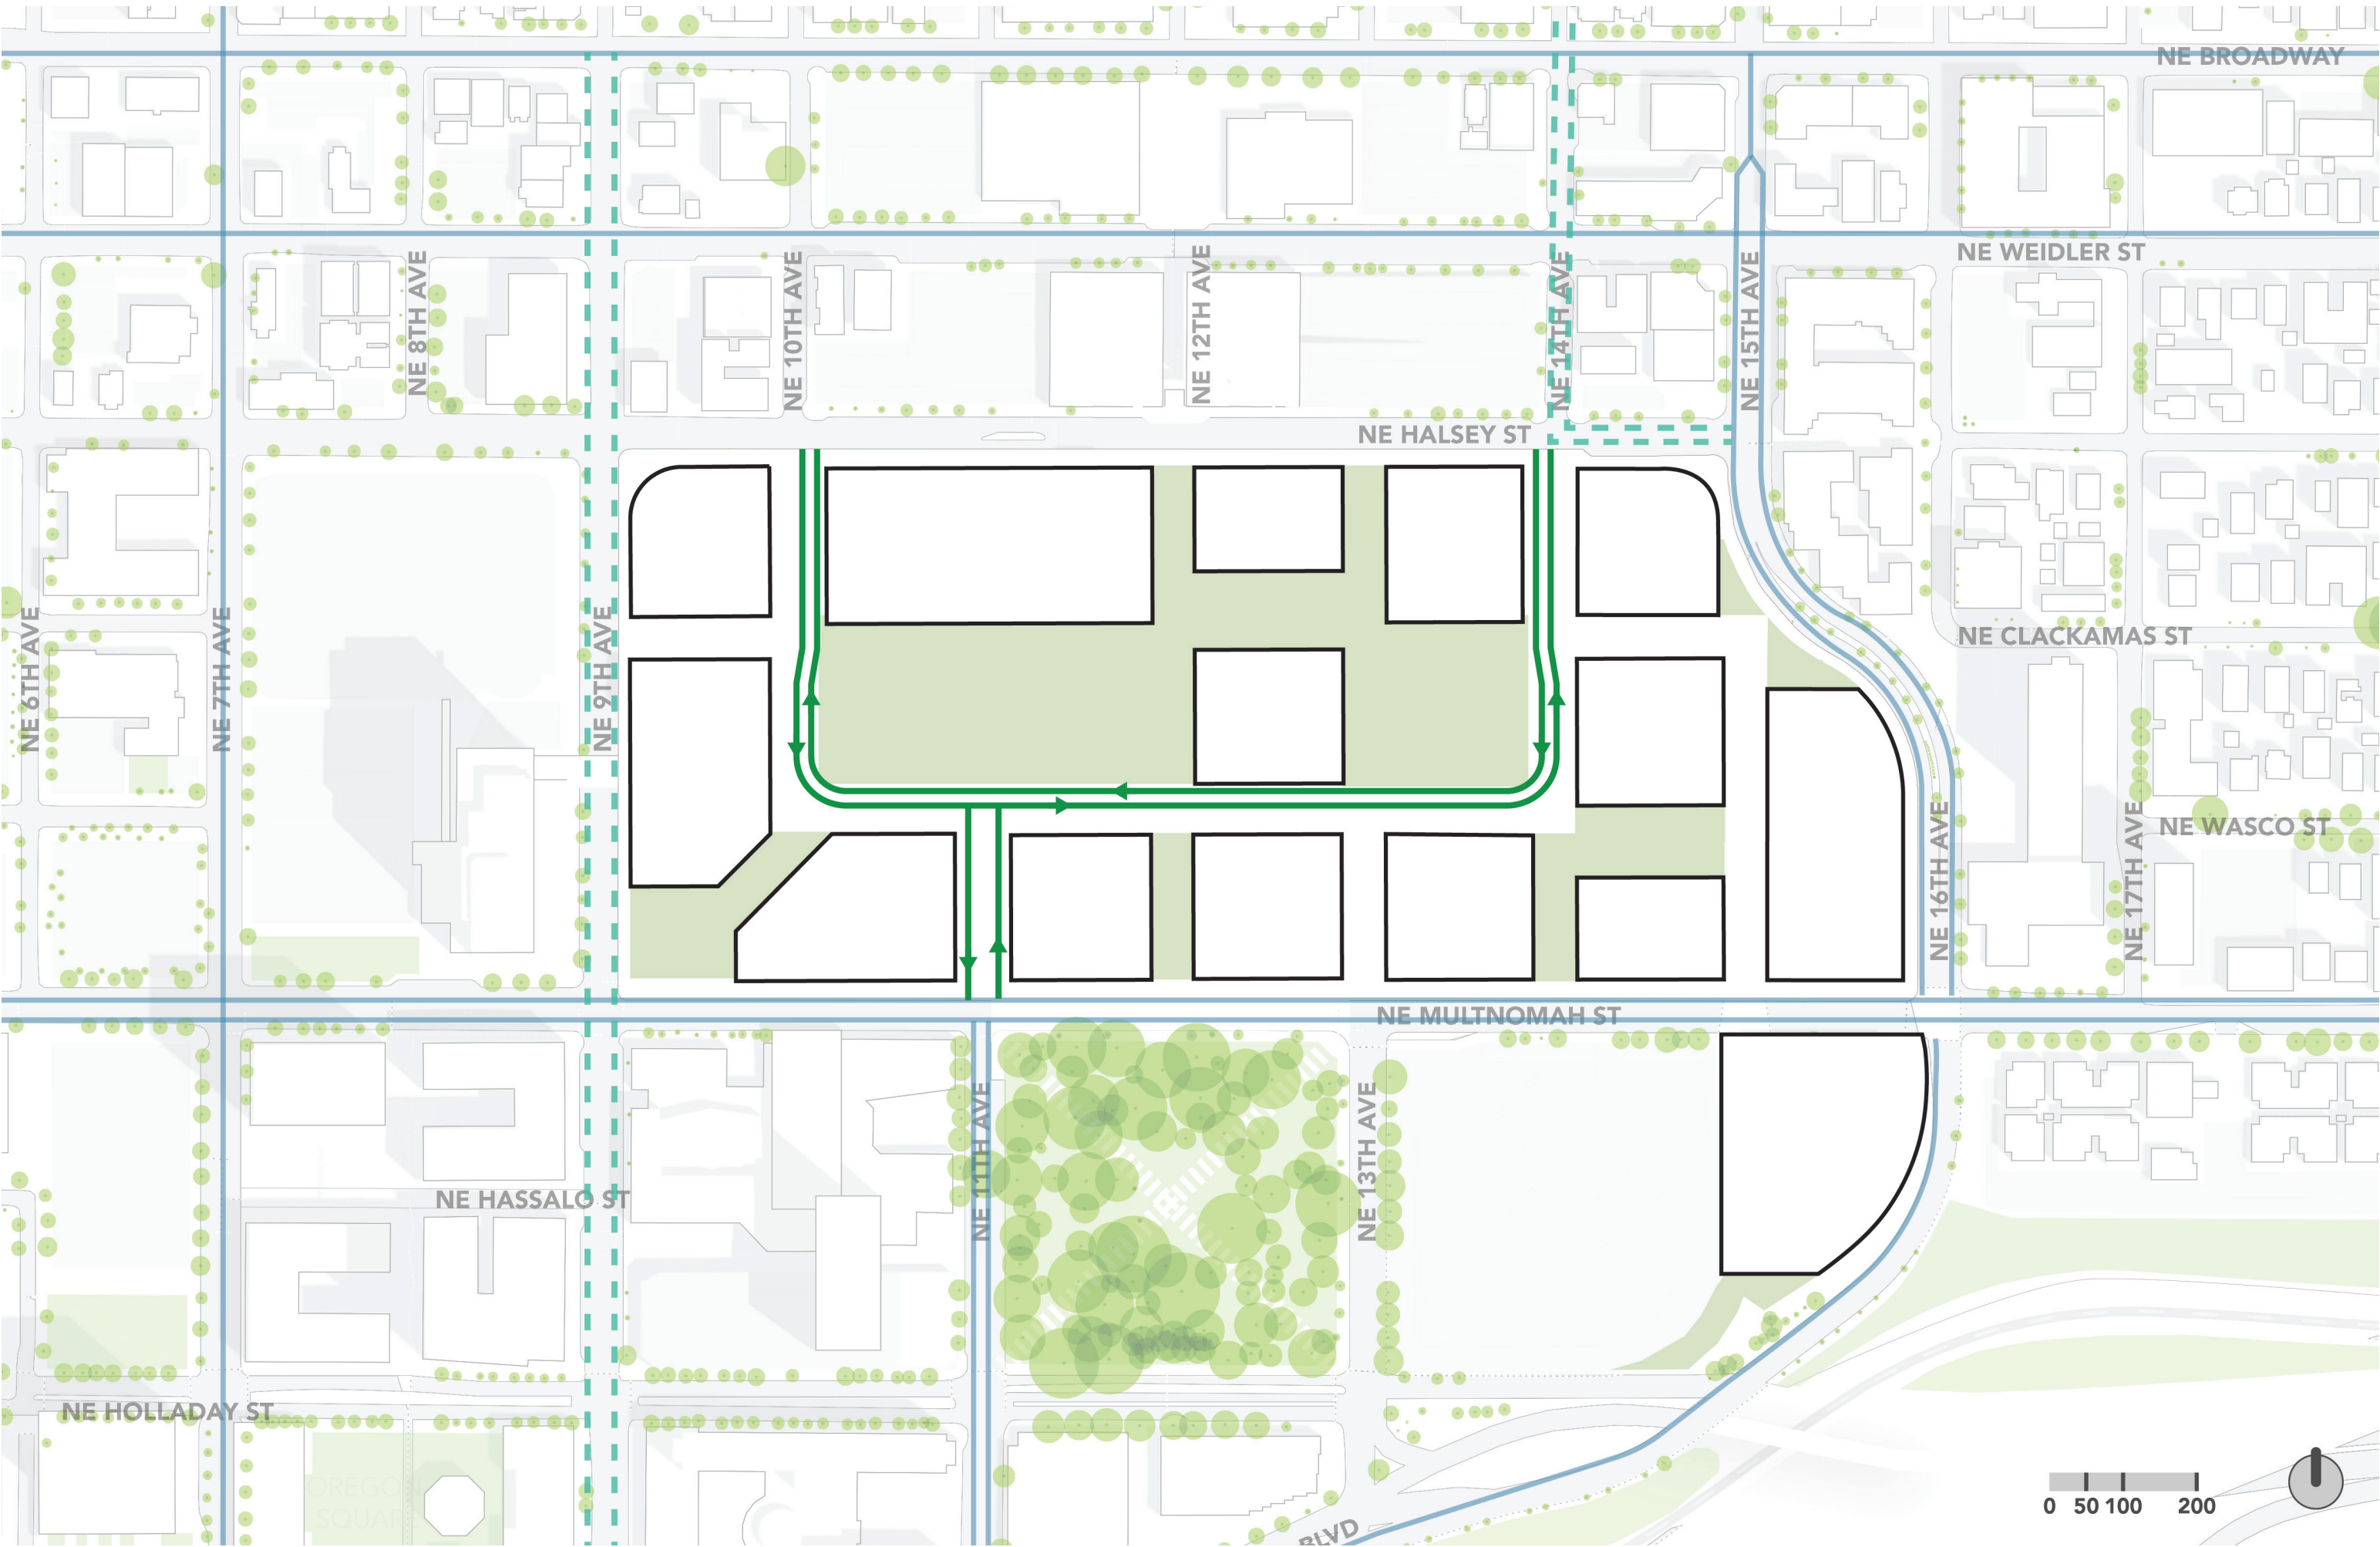 NE BROADWAY
NE WEIDLER ST
NE 8TH AVE
NE 10TH AVE
NE 12TH AVE
NE 14TH AVE
NE 15TH AVE
NE HALSEY ST
NE 6TH AVE
NE 7TH AVE
NE 9TH AVE
NE CLACKAMAS ST
NE 16TH AVE
NE 17TH AVE
NE WASCO ST
NE MULTNOMAH ST
NE 11TH AVE
NE 13TH AVE
NE HASSALO ST
NE HOLLADAY ST
OREGON
SQUARE
BLVD
0 50 100 200